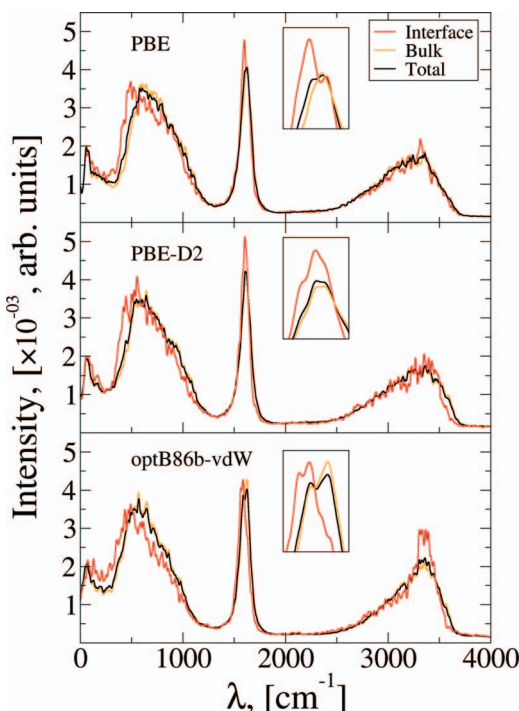 PBE
Interface
Bulk
Total
5
4
3
2
1
PBE-D2
5
4
3
2
1
optB86b-vdW
5
4
3
2
1
0
0 1000 2000 3000 4000
Intensity, [×10⁻⁰³, arb. units]
λ, [cm⁻¹]